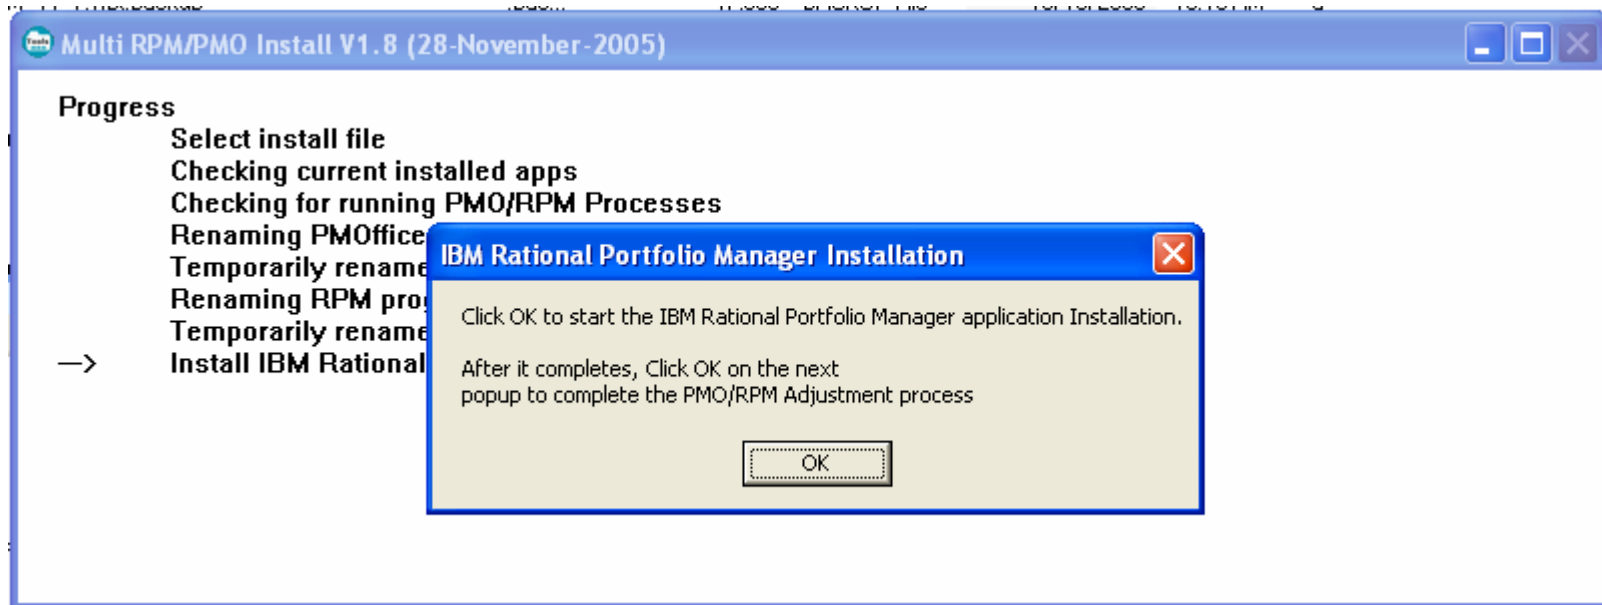 Multi RPM/PMO Install V1.8 (28-November-2005)
Progress
Select install file
Checking current installed apps
Checking for running PMO/RPM Processes
Renaming PMOffice
Temporarily rename
Renaming RPM
Temporarily rename
—> Install IBM Rational
IBM Rational Portfolio Manager Installation
Click OK to start the IBM Rational Portfolio Manager application Installation.
After it completes, Click OK on the next
popup to complete the PMO/RPM Adjustment process
OK